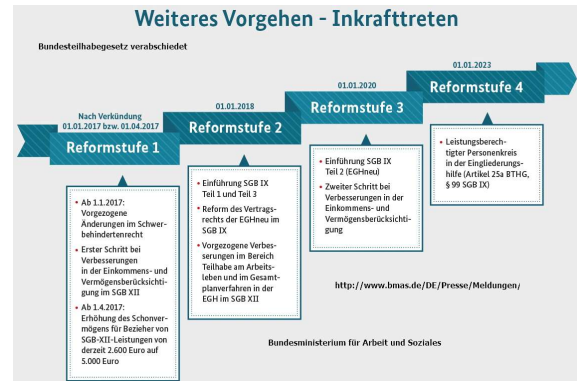 Weiteres Vorgehen - Inkrafttreten
Bundesteilhabegesetz verabschiedet
Nach Verkündung
01.01.2017 bzw. 01.04.2017
Reformstufe 1
• Ab 1.1.2017:
Vorgezogene
Änderungen im Schwer-
behindertenrecht
• Erster Schritt bei
Verbesserungen
in der Einkommens- und
Vermögensberücksichti-
gung im SGB XII
• Ab 1.4.2017:
Erhöhung des Schonver-
mögens für Bezieher von
SGB-XII-Leistungen von
derzeit 2.600 Euro auf
5.000 Euro
01.01.2018
Reformstufe 2
• Einführung SGB IX
Teil 1 und Teil 3
• Reform des Vertrags-
rechts der EGHneu im
SGB IX
• Vorgezogene Verbes-
serungen im Bereich
Teilhabe am Arbeits-
leben und im Gesamt-
planverfahren in der
EGH im SGB XII
01.01.2020
Reformstufe 3
• Einführung SGB IX
Teil 2 (EGHneu)
• Zweiter Schritt bei
Verbesserungen in der
Einkommens- und
Vermögensberücksichti-
gung
01.01.2023
Reformstufe 4
• Leistungsberech-
tigter Personenkreis
in der Eingliederungs-
hilfe (Artikel 25a BTHG,
§ 99 SGB IX)
http://www.bmas.de/DE/Presse/Meldungen/
Bundesministerium für Arbeit und Soziales